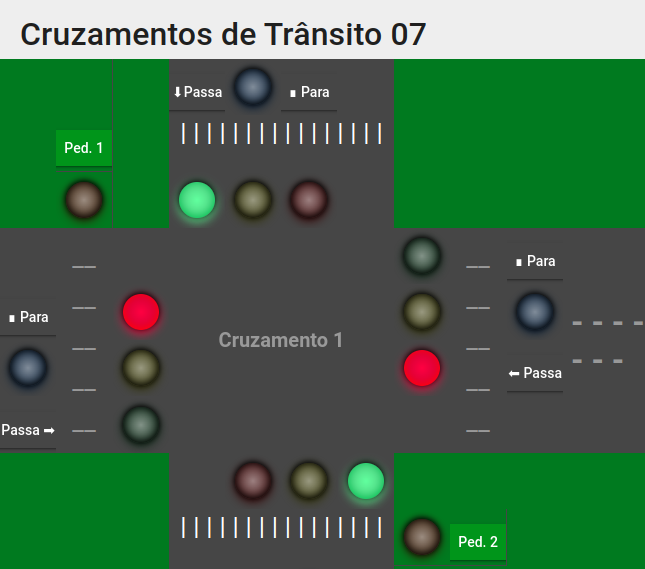 Cruzamentos de Trânsito 07
⬇Passa
∎ Para
Ped. 1
∎ Para
∎ Para
Cruzamento 1
⬅ Passa
Passa ➡
Ped. 2